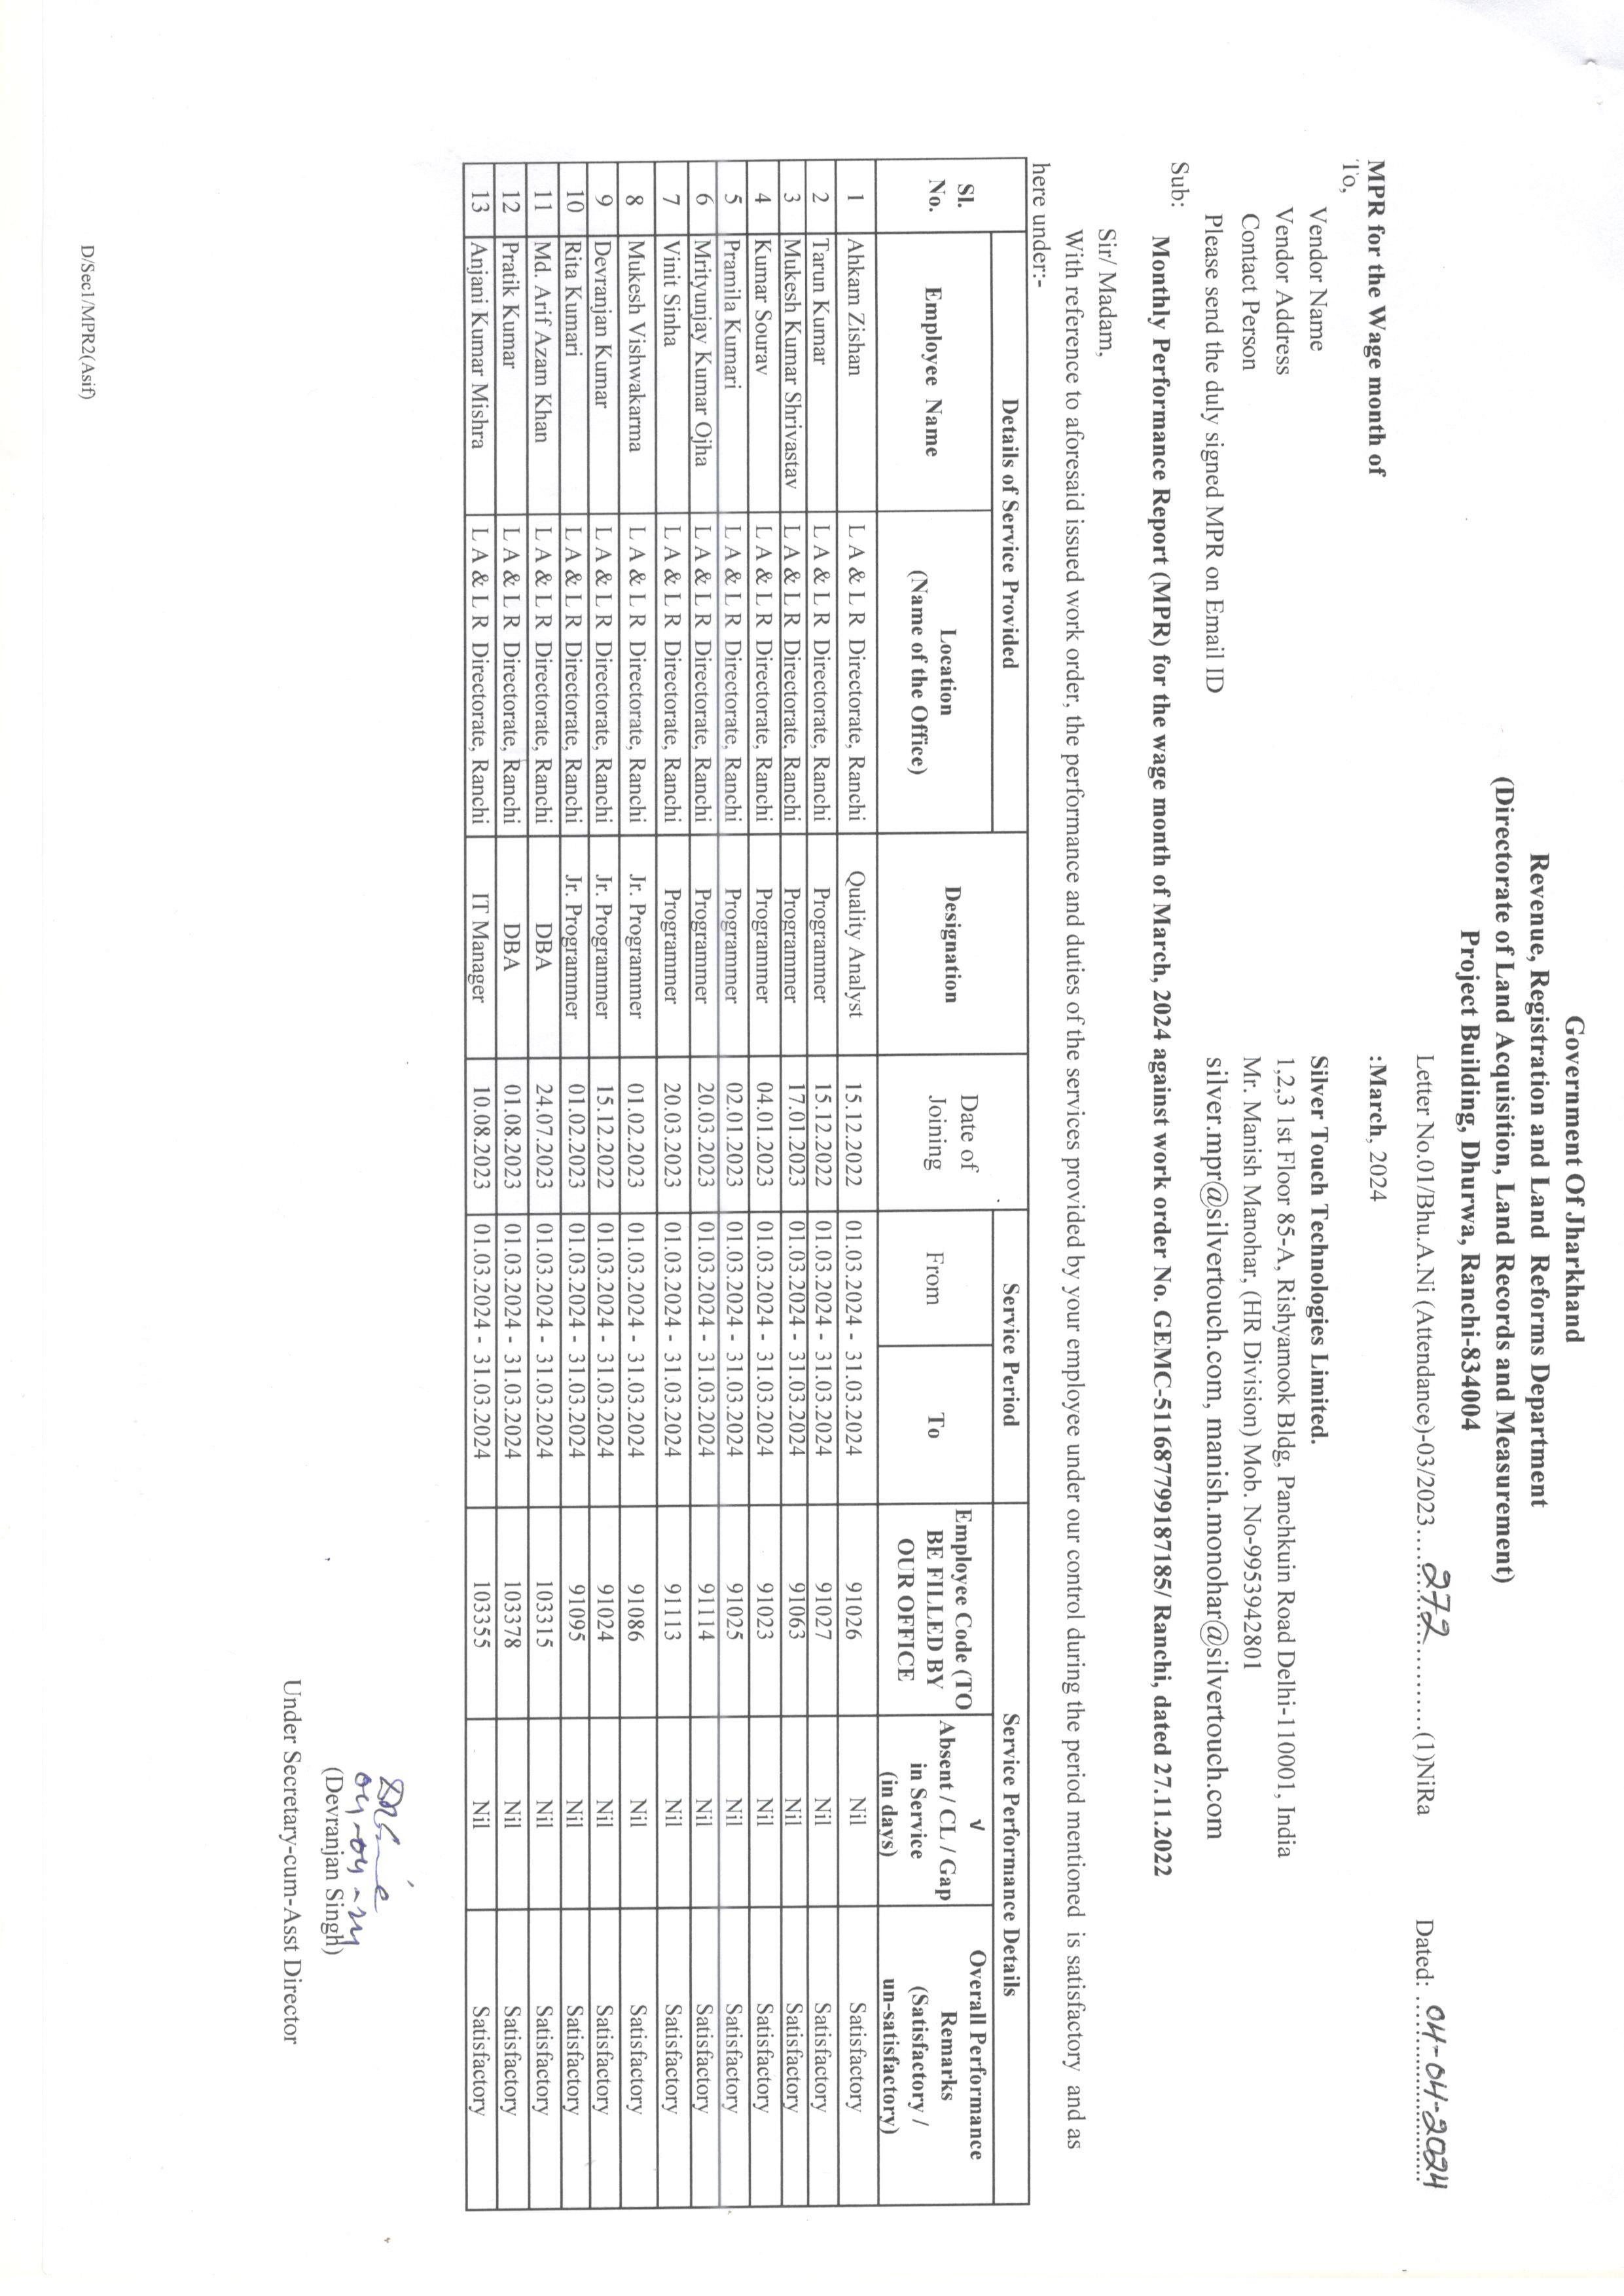 Government Of Jharkhand
Revenue, Registration and Land Reforms Department
(Directorate of Land Acquisition, Land Records and Measurement)
Project Building, Dhurwa, Ranchi-834004
Letter No.01/Bhu.A.Ni (Attendance)-03/2023....272............(1)NiRa Dated: ....04-04-2024....
MPR for the Wage month of :March, 2024
To,
Vendor Name Silver Touch Technologies Limited.
Vendor Address 1,2,3 1st Floor 85-A, Rishyamook Bldg, Panchkuin Road Delhi-110001, India
Contact Person Mr. Manish Manohar, (HR Division) Mob. No-9953942801
Please send the duly signed MPR on Email ID silver.mpr@silvertouch.com, manish.monohar@silvertouch.com
Sub: Monthly Performance Report (MPR) for the wage month of March, 2024 against work order No. GEMC-511687799187185/ Ranchi, dated 27.11.2022
Sir/ Madam,
With reference to aforesaid issued work order, the performance and duties of the services provided by your employee under our control during the period mentioned is satisfactory and as
here under:-
Sl. No. Details of Service Provided Designation Date of Joining Service Period Service Performance Details
Employee Name Location (Name of the Office) From To Employee Code (TO BE FILLED BY OUR OFFICE √ Absent / CL / Gap in Service (in days) Overall Performance Remarks (Satisfactory / un-satisfactory)
1 Ahkam Zishan L A & L R Directorate, Ranchi Quality Analyst 15.12.2022 01.03.2024 - 31.03.2024 91026 Nil Satisfactory
2 Tarun Kumar L A & L R Directorate, Ranchi Programmer 15.12.2022 01.03.2024 - 31.03.2024 91027 Nil Satisfactory
3 Mukesh Kumar Shrivastav L A & L R Directorate, Ranchi Programmer 17.01.2023 01.03.2024 - 31.03.2024 91063 Nil Satisfactory
4 Kumar Sourav L A & L R Directorate, Ranchi Programmer 04.01.2023 01.03.2024 - 31.03.2024 91023 Nil Satisfactory
5 Pramila Kumari L A & L R Directorate, Ranchi Programmer 02.01.2023 01.03.2024 - 31.03.2024 91025 Nil Satisfactory
6 Mrityunjay Kumar Ojha L A & L R Directorate, Ranchi Programmer 20.03.2023 01.03.2024 - 31.03.2024 91114 Nil Satisfactory
7 Vinit Sinha L A & L R Directorate, Ranchi Programmer 20.03.2023 01.03.2024 - 31.03.2024 91113 Nil Satisfactory
8 Mukesh Vishwakarma L A & L R Directorate, Ranchi Jr. Programmer 01.02.2023 01.03.2024 - 31.03.2024 91086 Nil Satisfactory
9 Devranjan Kumar L A & L R Directorate, Ranchi Jr. Programmer 15.12.2022 01.03.2024 - 31.03.2024 91024 Nil Satisfactory
10 Rita Kumari L A & L R Directorate, Ranchi Jr. Programmer 01.02.2023 01.03.2024 - 31.03.2024 91095 Nil Satisfactory
11 Md. Arif Azam Khan L A & L R Directorate, Ranchi DBA 24.07.2023 01.03.2024 - 31.03.2024 103315 Nil Satisfactory
12 Pratik Kumar L A & L R Directorate, Ranchi DBA 01.08.2023 01.03.2024 - 31.03.2024 103378 Nil Satisfactory
13 Anjani Kumar Mishra L A & L R Directorate, Ranchi IT Manager 10.08.2023 01.03.2024 - 31.03.2024 103355 Nil Satisfactory
04-04-24
(Devranjan Singh)
Under Secretary-cum-Asst Director
D/Sec1/MPR2(Asif)